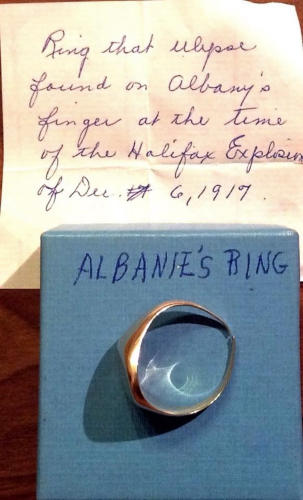 Ring that ulysse
found on Albany's
finger at the time
of the Halifax Explosion
of Dec. 6, 1917.
ALBANIE'S RING